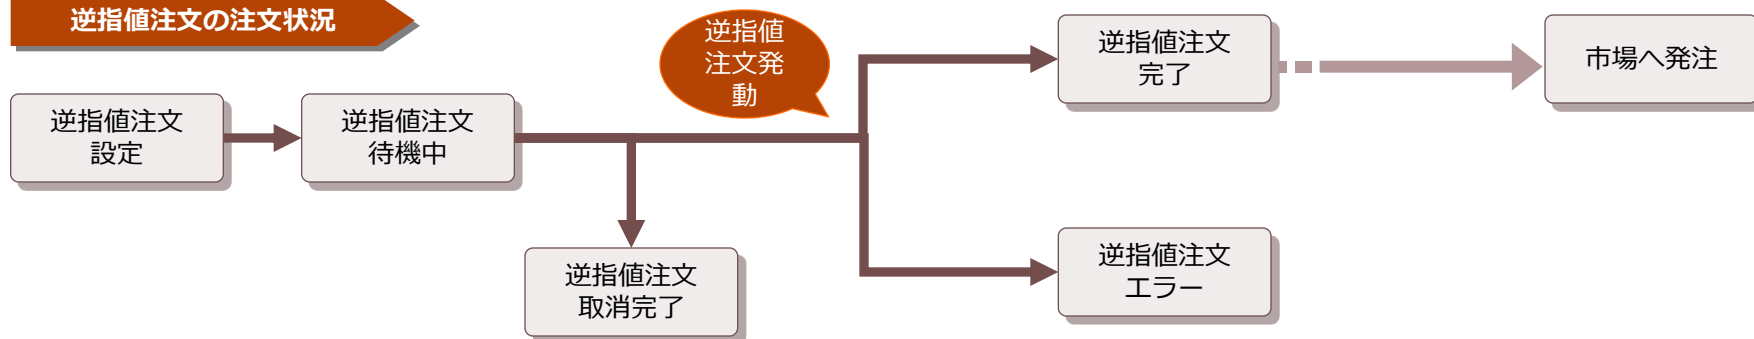 逆指値注文の注文状況
逆指値注文
設定
逆指値注文
待機中
逆指値注文
取消完了
逆指値
注文発
動
逆指値注文
完了
逆指値注文
エラー
市場へ発注